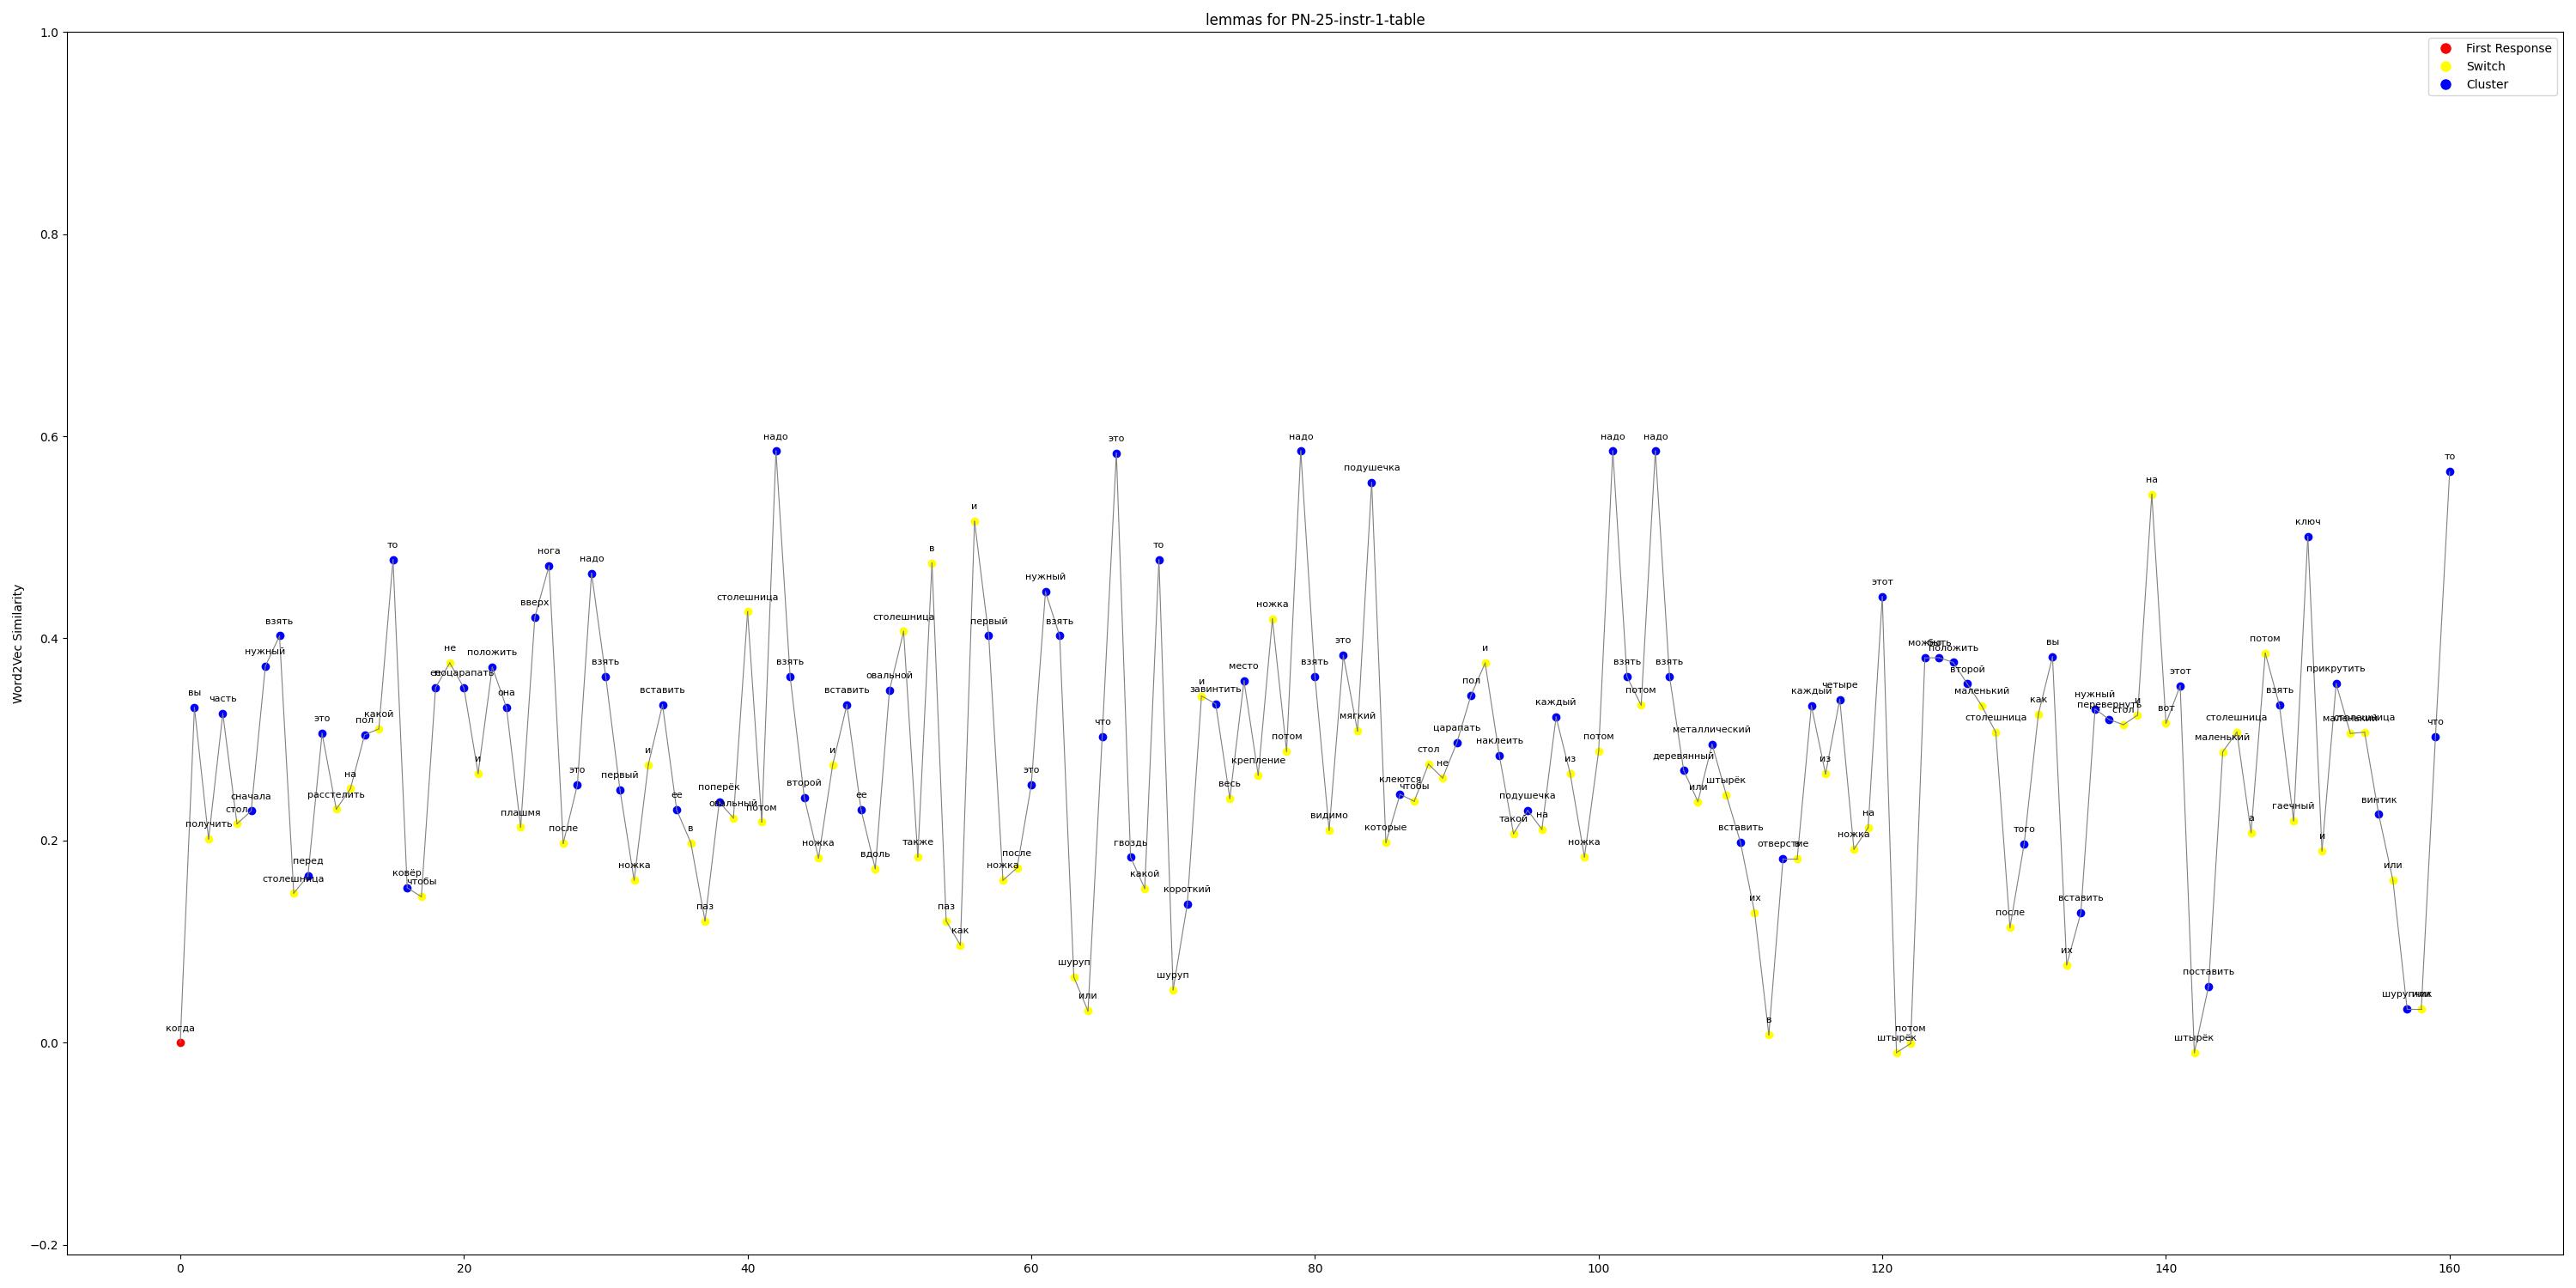 lemmas for PN-25-instr-1-table
1.0
0.8
0.6
0.4
0.2
0.0
−0.2
Word2Vec Similarity
First Response
Switch
Cluster
когда
вы
получить
часть
стол
сначала
нужный
взять
столешница
перед
это
расстелить
на
пол
какой
то
ковёр
чтобы
ее
не
поцарапать
и
положить
она
плашмя
вверх
нога
после
это
надо
взять
первый
ножка
и
вставить
ее
в
паз
поперёк
овальный
столешница
потом
надо
взять
второй
ножка
и
вставить
ее
вдоль
овальной
столешница
также
в
паз
как
и
первый
ножка
после
это
нужный
взять
шуруп
или
что
это
гвоздь
какой
то
шуруп
короткий
и
завинтить
весь
место
крепление
ножка
потом
надо
взять
видимо
это
мягкий
подушечка
которые
клеются
чтобы
стол
не
царапать
пол
и
наклеить
такой
подушечка
на
каждый
из
ножка
потом
надо
взять
потом
надо
взять
деревянный
или
металлический
штырёк
вставить
их
в
отверстие
в
каждый
из
четыре
ножка
на
этот
штырёк
потом
можно
положить
второй
маленький
столешница
после
того
как
вы
их
вставить
нужный
перевернуть
стол
и
на
вот
этот
штырёк
поставить
маленький
столешница
а
потом
взять
гаечный
ключ
и
прикрутить
маленький
столешница
винтик
или
шурупчик
или
что
то
0
20
40
60
80
100
120
140
160